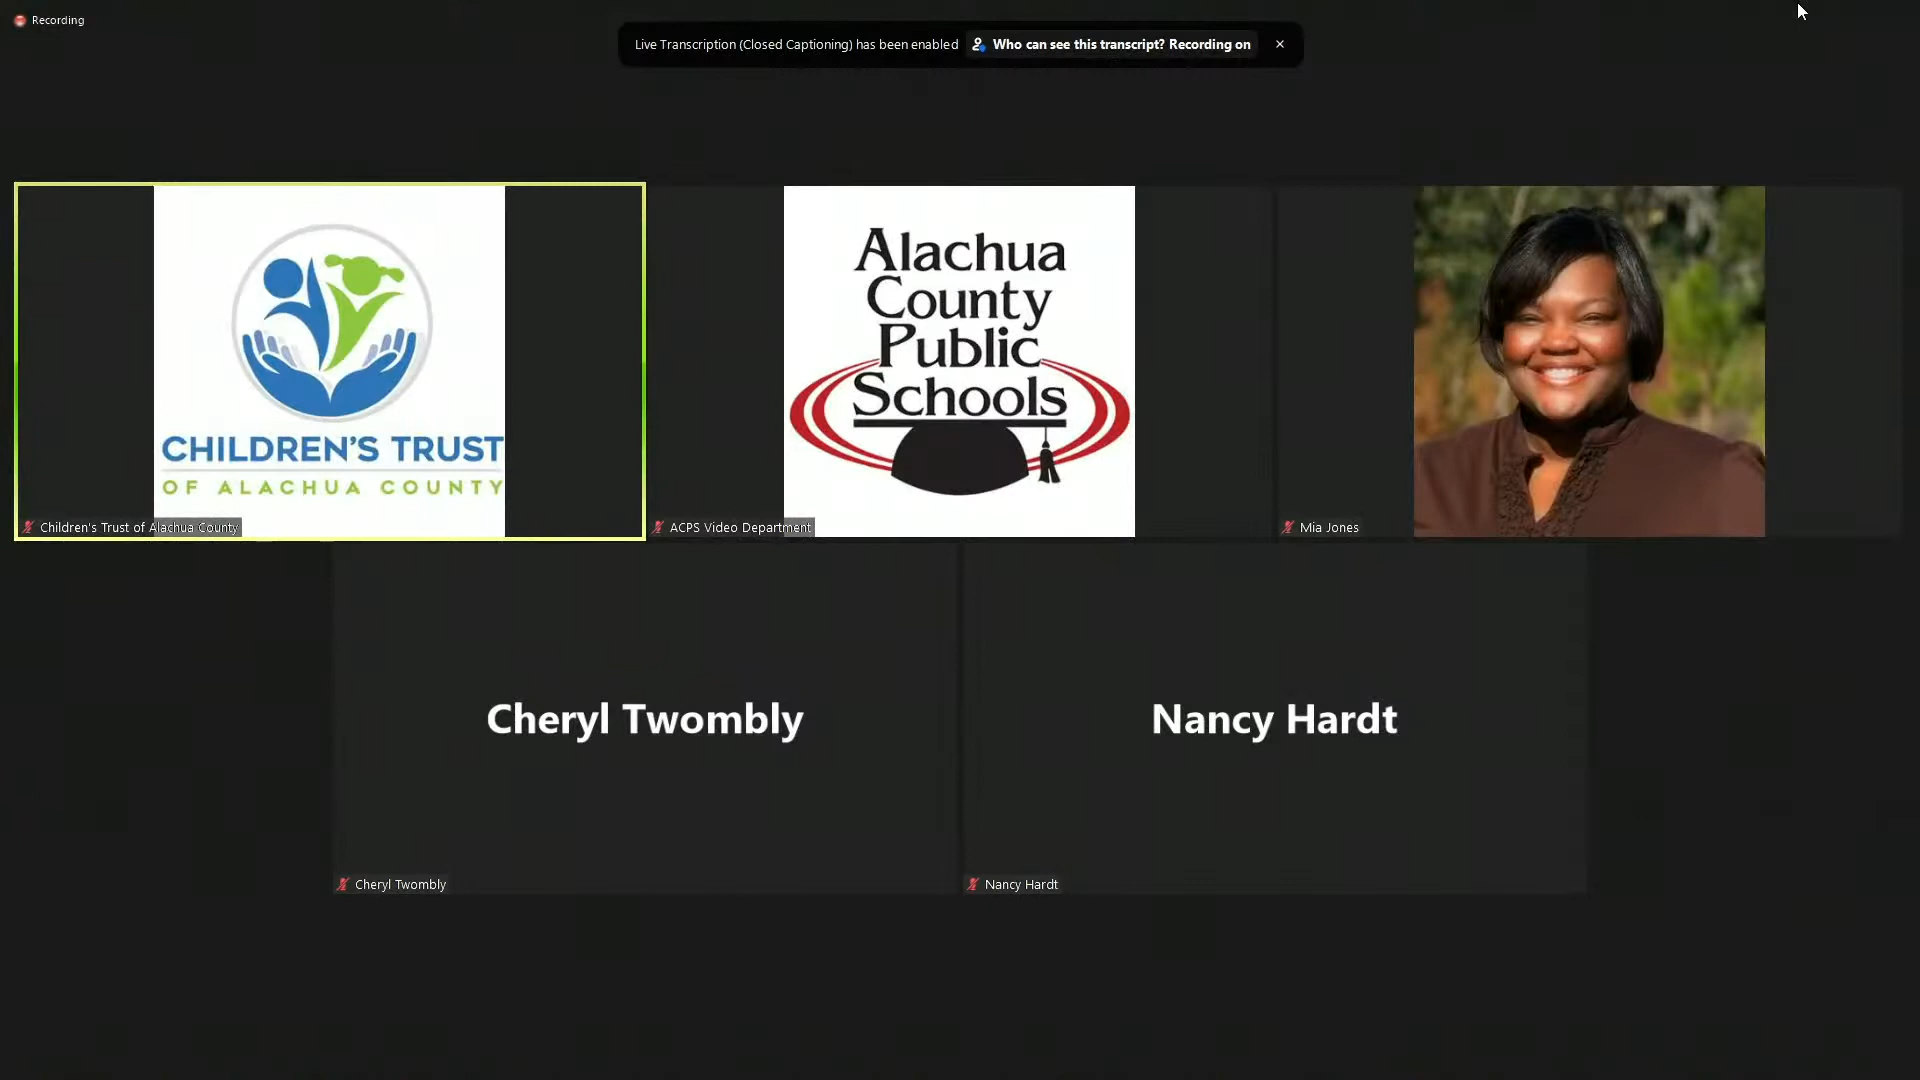 Recording
Live Transcription (Closed Captioning) has been enabled
Who can see this transcript? Recording on
CHILDREN'S TRUST
OF ALACHUA COUNTY
Children's Trust of Alachua County
Alachua
County
Public
Schools
ACPS Video Department
Mia Jones
Cheryl Twombly
Cheryl Twombly
Nancy Hardt
Nancy Hardt